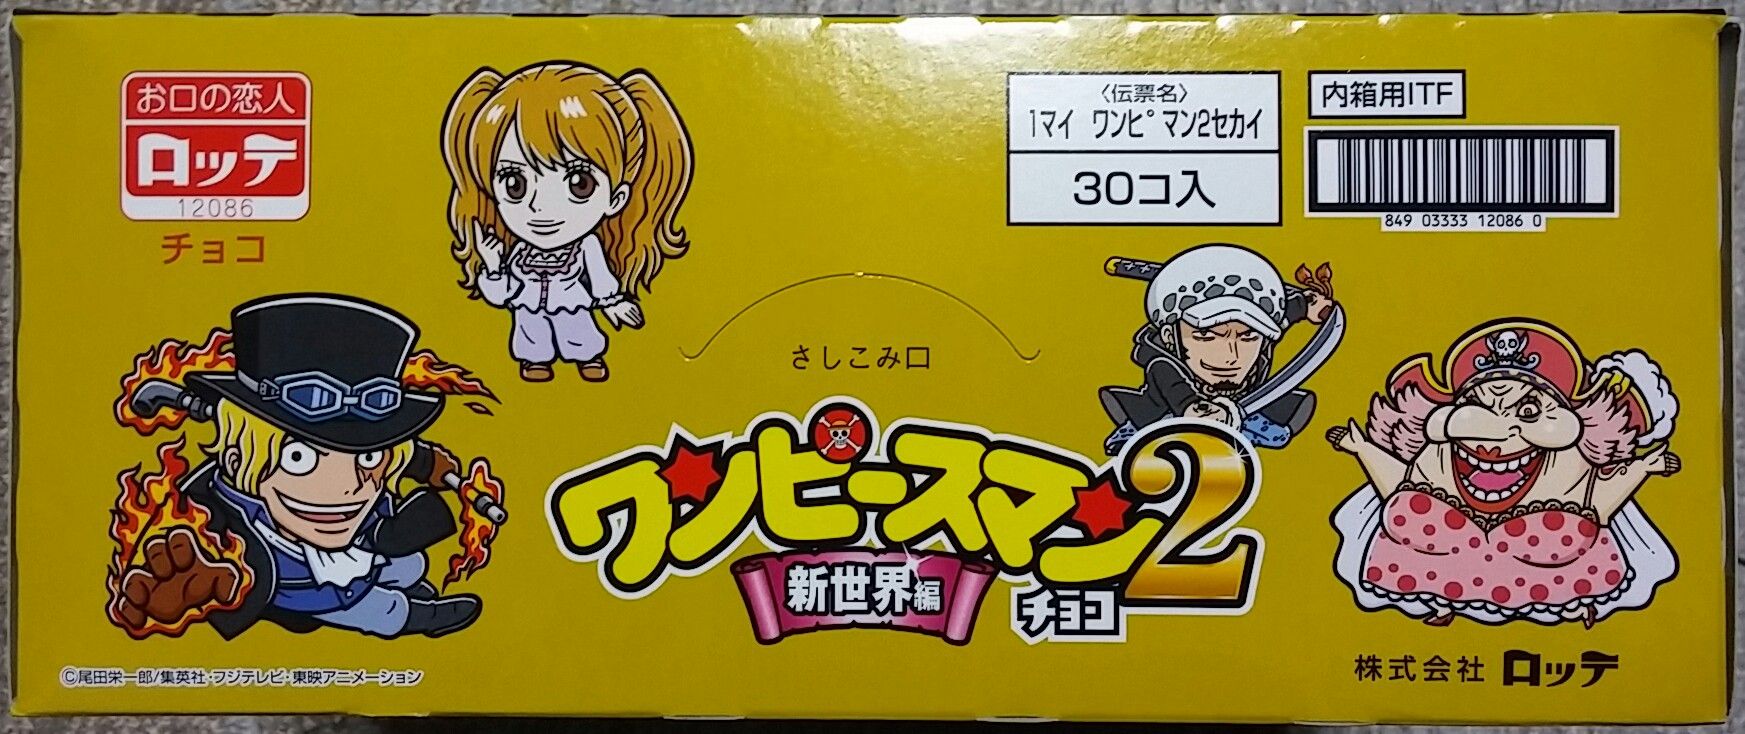 お口の恋人
ロッテ
12086
チョコ
〈伝票名〉
1マイ ワンピ゜マン2セカイ
30コ入
内箱用ITF
849 03333 12086 0
さしこみ口
ワンピースマン2
新世界編
チョコ
©尾田栄一郎/集英社・フジテレビ・東映アニメーション
株式会社 ロッテ